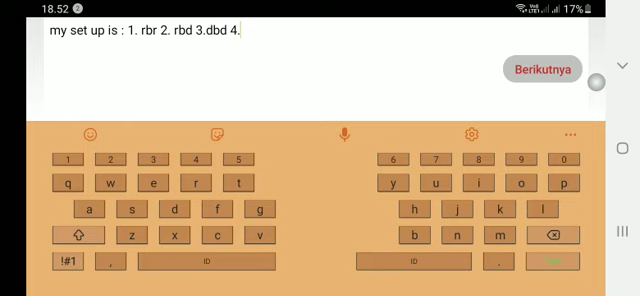 18.52 2 17%
my set up is : 1. rbr 2. rbd 3.dbd 4.
Berikutnya
1 2 3 4 5 6 7 8 9 0
q w e r t y u i o p
a s d f g h j k l
z x c v b n m
!#1 , ID ID .